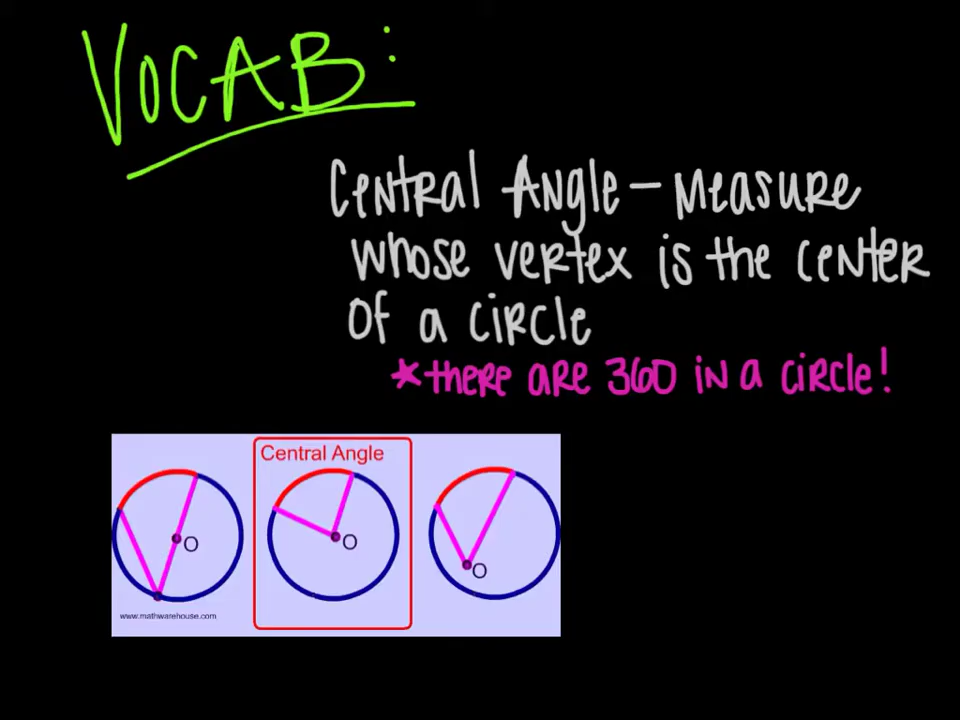 VOCAB:
Central Angle - measure
whose vertex is the center
of a circle
*there are 360 in a circle!
Central Angle
O
O
O
www.mathwarehouse.com